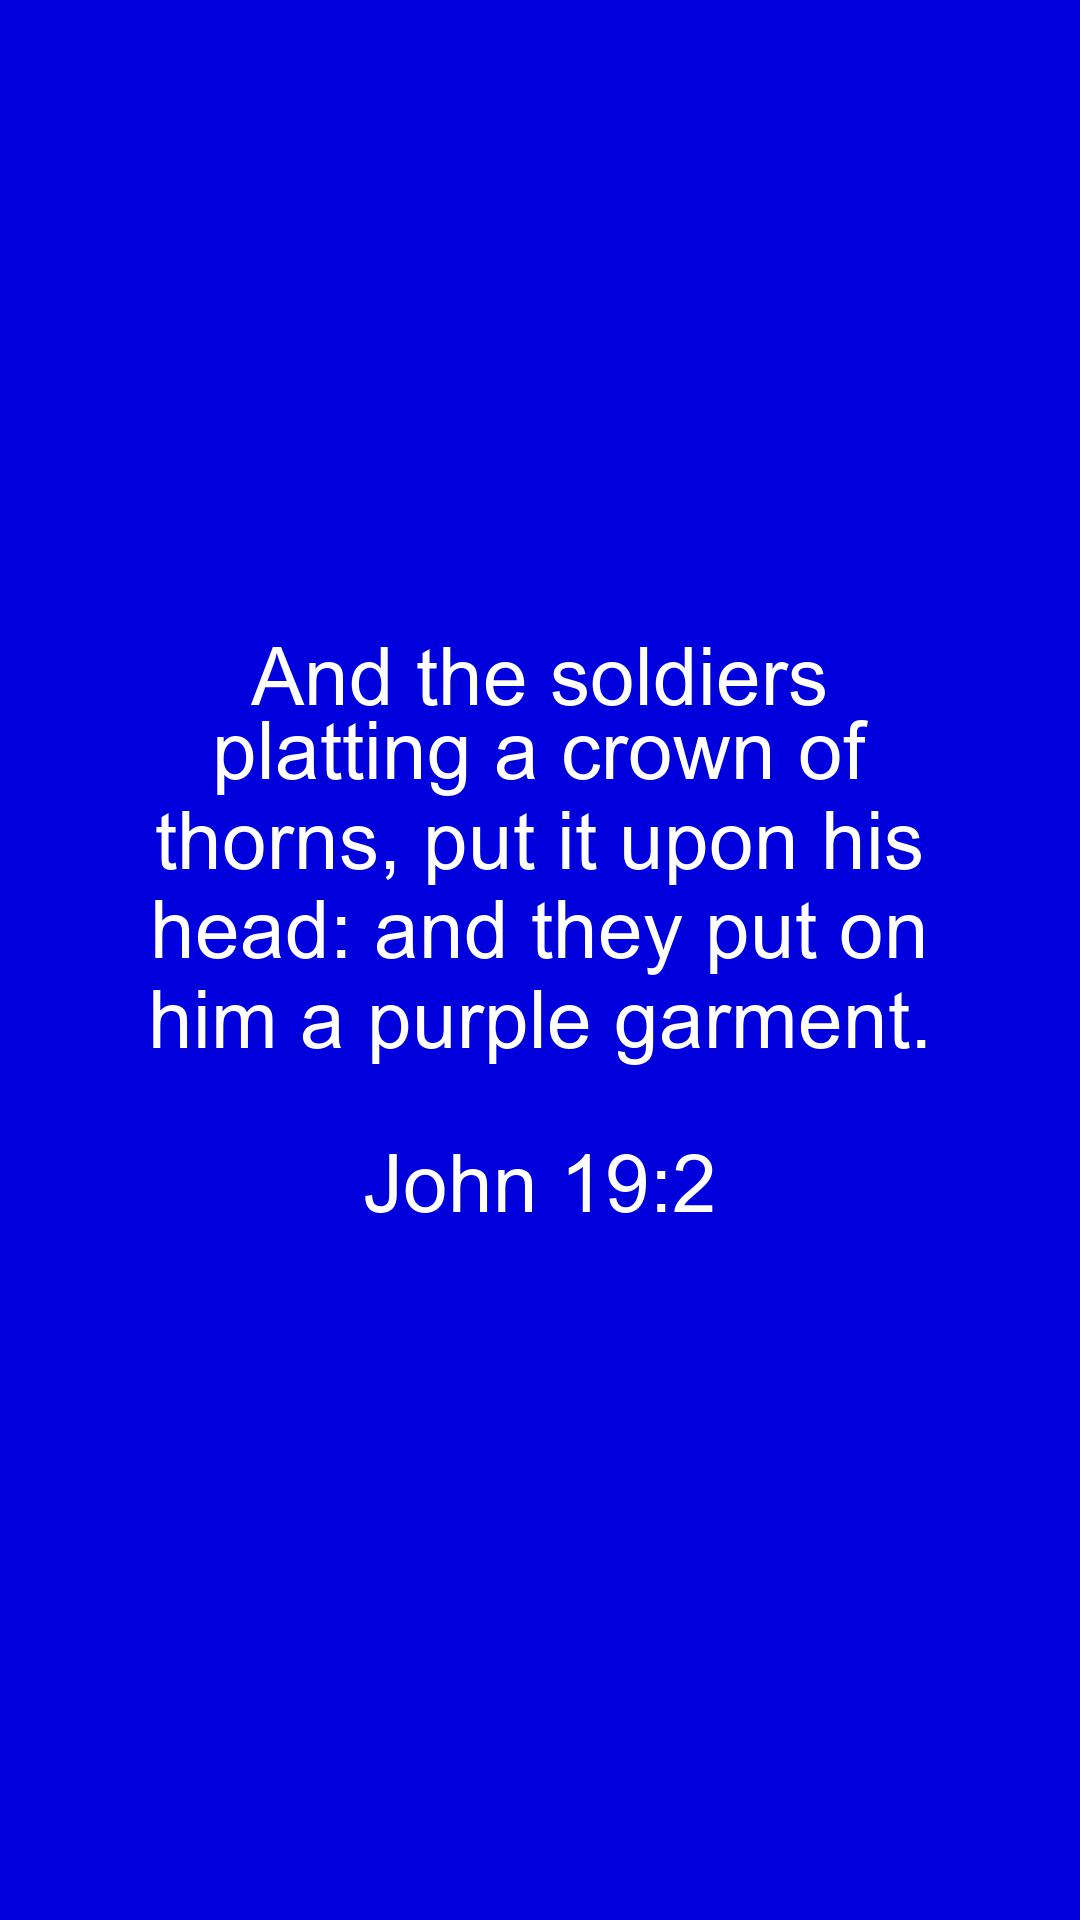 And the soldiers
platting a crown of
thorns, put it upon his
head: and they put on
him a purple garment.
John 19:2